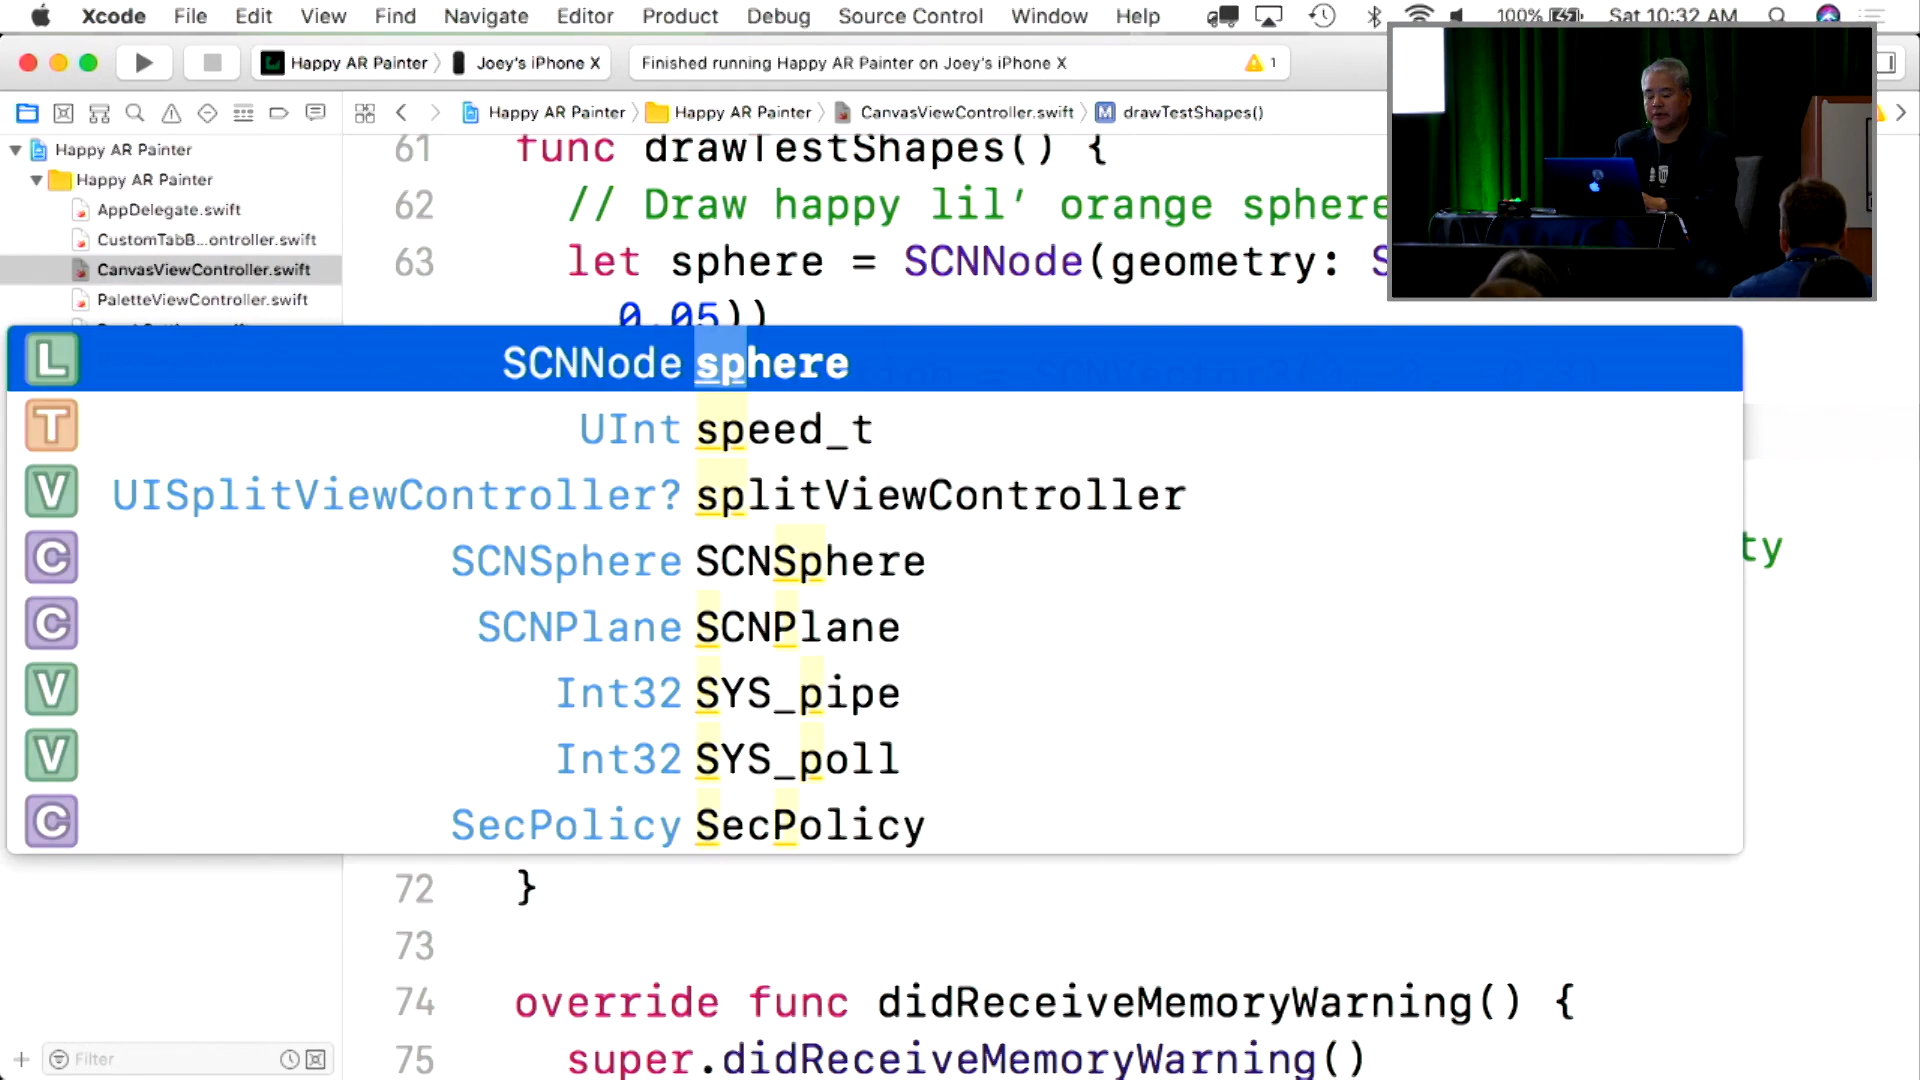 Xcode File Edit View Find Navigate Editor Product Debug Source Control Window Help 100% Sat 10:32 AM
Happy AR Painter Joey's iPhone X Finished running Happy AR Painter on Joey's iPhone X 1
Happy AR Painter Happy AR Painter CanvasViewController.swift M drawTestShapes()
Happy AR Painter
Happy AR Painter
AppDelegate.swift
CustomTabB...ontroller.swift
CanvasViewController.swift
PaletteViewController.swift
61 func drawTestShapes() {
62 // Draw happy lil' orange sphere
63 let sphere = SCNNode(geometry: S
0.05))
L SCNNode sphere
T UInt speed_t
V UISplitViewController? splitViewController
C SCNSphere SCNSphere
C SCNPlane SCNPlane
V Int32 SYS_pipe
V Int32 SYS_poll
C SecPolicy SecPolicy
ty
72 }
73
74 override func didReceiveMemoryWarning() {
75 super.didReceiveMemoryWarning()
Filter